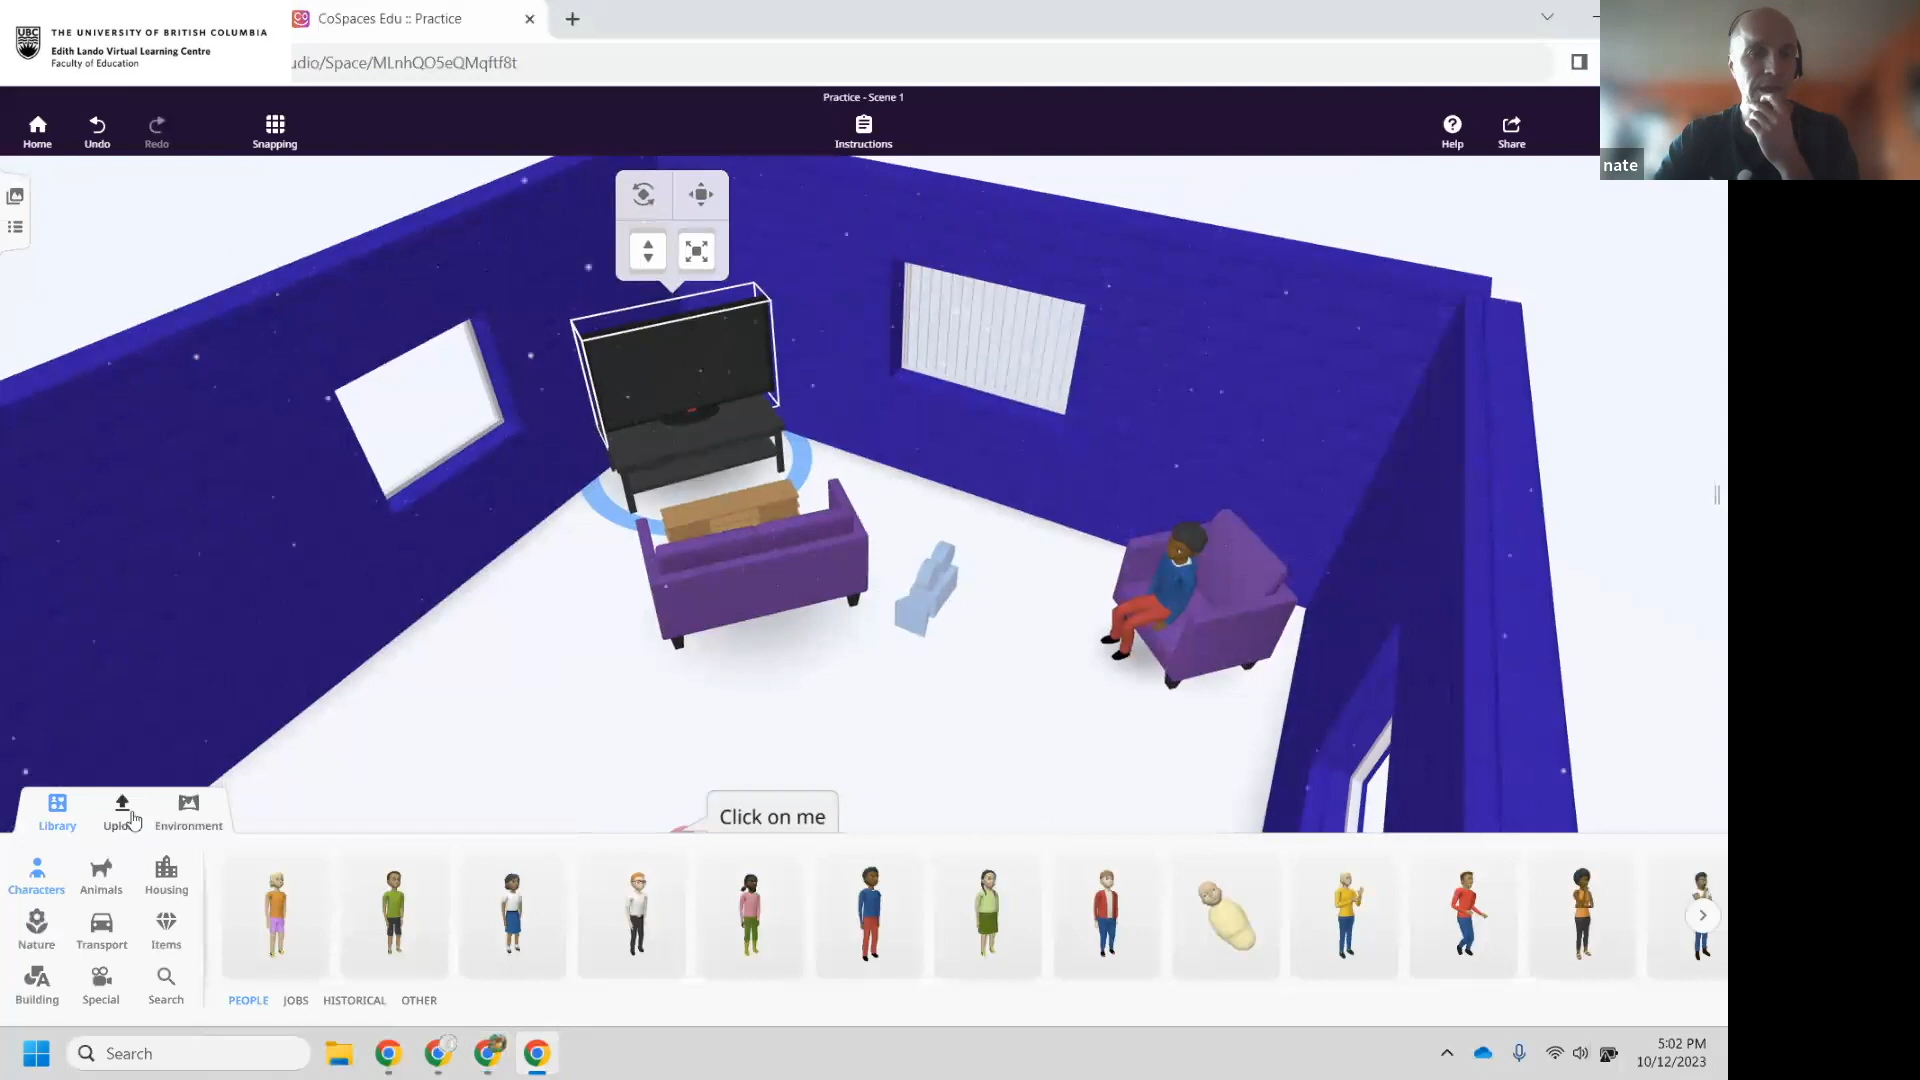 UBC
THE UNIVERSITY OF BRITISH COLUMBIA
Edith Lando Virtual Learning Centre
Faculty of Education
CoSpaces Edu :: Practice
udio/Space/MLnhQO5eQMqftf8t
Practice - Scene 1
Home
Undo
Redo
Snapping
Instructions
Help
Share
nate
Click on me
Library
Environment
Characters
Animals
Housing
Nature
Transport
Items
Building
Special
Search
PEOPLE
JOBS
HISTORICAL
OTHER
Search
5:02 PM
10/12/2023